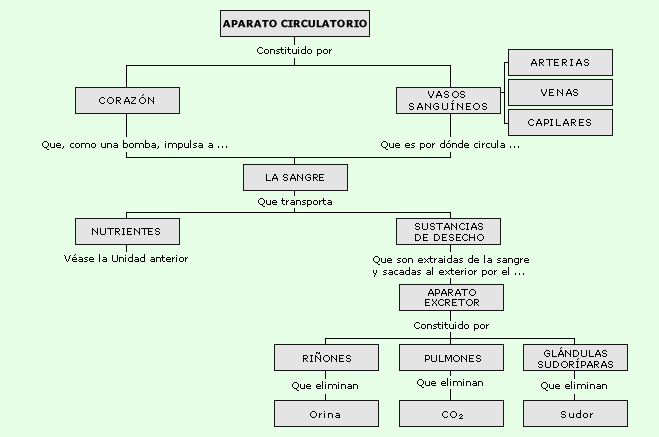 APARATO CIRCULATORIO
Constituido por
CORAZÓN
VASOS
SANGUÍNEOS
ARTERIAS
VENAS
CAPILARES
Que, como una bomba, impulsa a ...
Que es por dónde circula ...
LA SANGRE
Que transporta
NUTRIENTES
SUSTANCIAS
DE DESECHO
Véase la Unidad anterior
Que son extraidas de la sangre
y sacadas al exterior por el ...
APARATO
EXCRETOR
Constituido por
RIÑONES
PULMONES
GLÁNDULAS
SUDORÍPARAS
Que eliminan
Que eliminan
Que eliminan
Orina
CO₂
Sudor